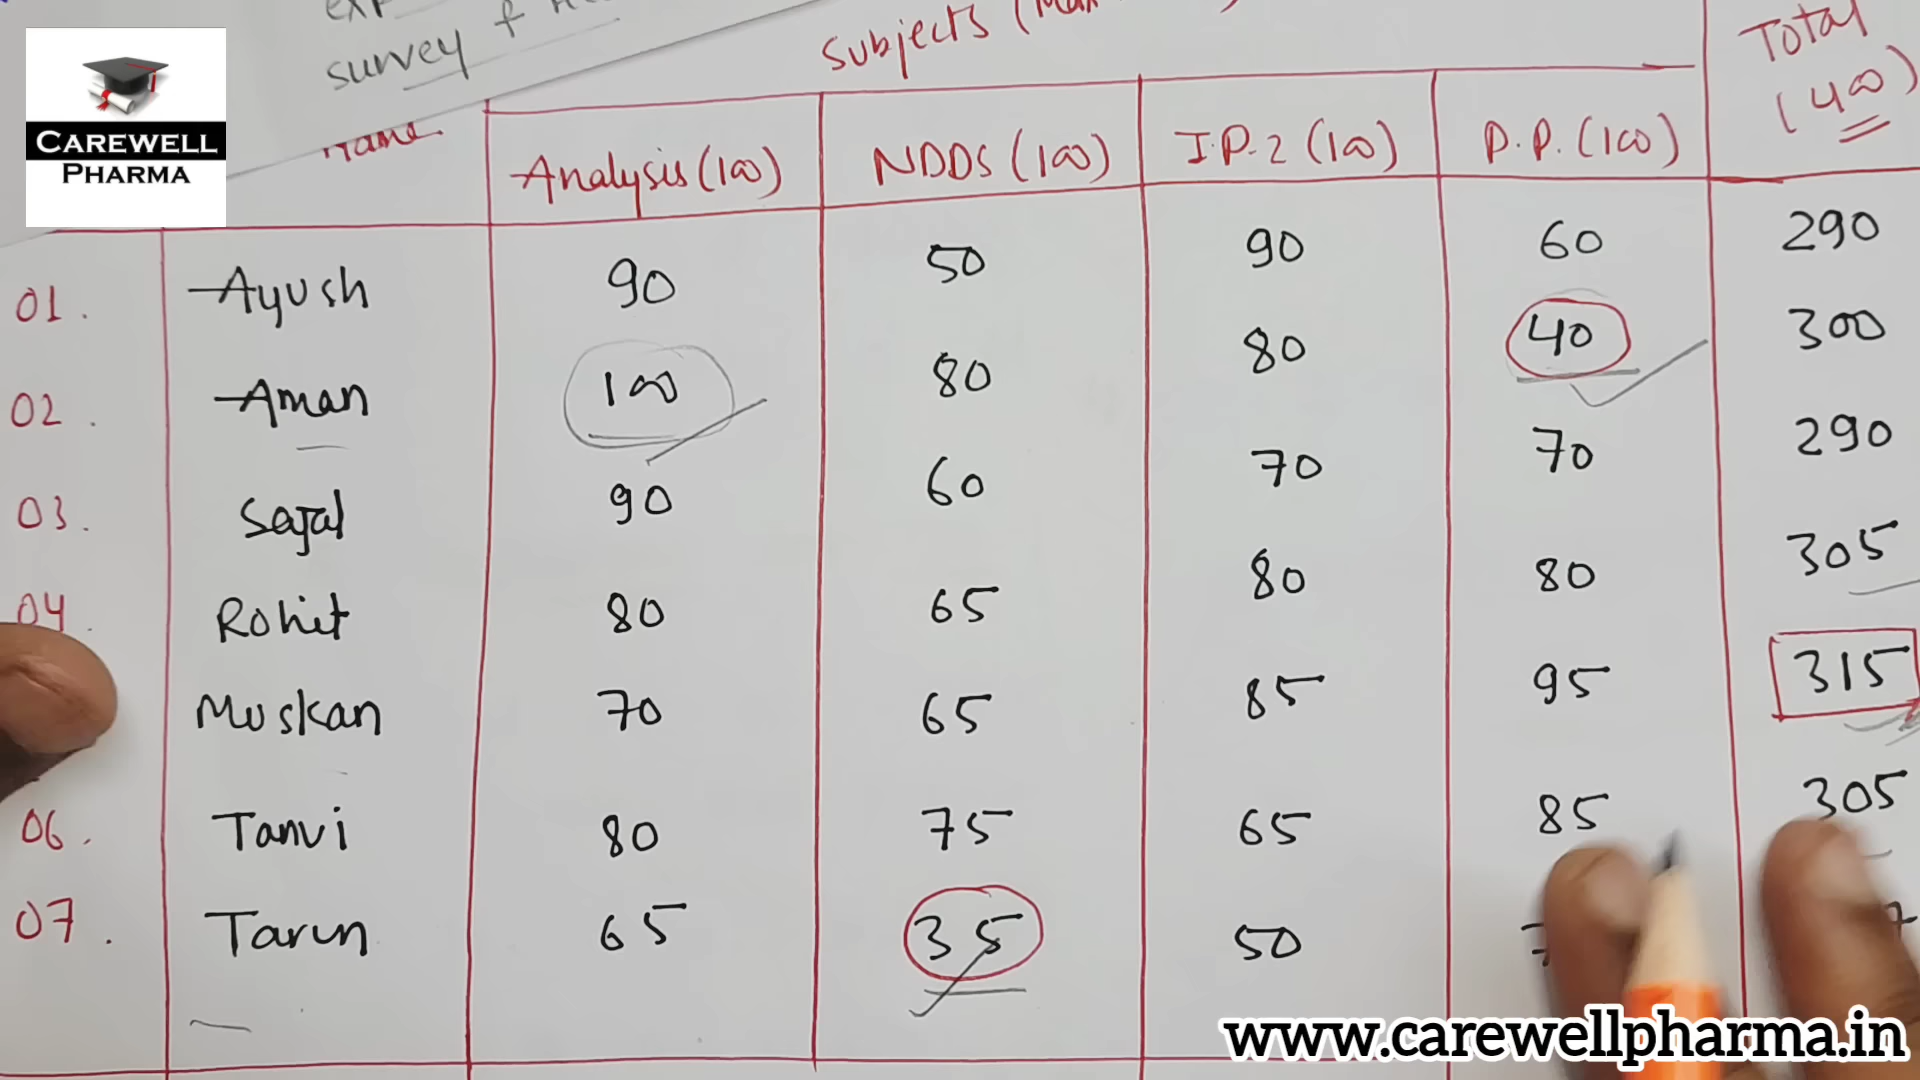 survey &
CAREWELL
PHARMA
Subjects (Max
Total
(400)
Name
Analysis (100) NDDS (100) I.P-2 (100) P.P. (100)
01. Ayush 90 50 90 60 290
02. Aman 100 80 80 40 300
03. Sajal 90 60 70 70 290
04. Rohit 80 65 80 80 305
Muskan 70 65 85 95 315
06. Tanvi 80 75 65 85 305
07. Tarun 65 35 50
www.carewellpharma.in